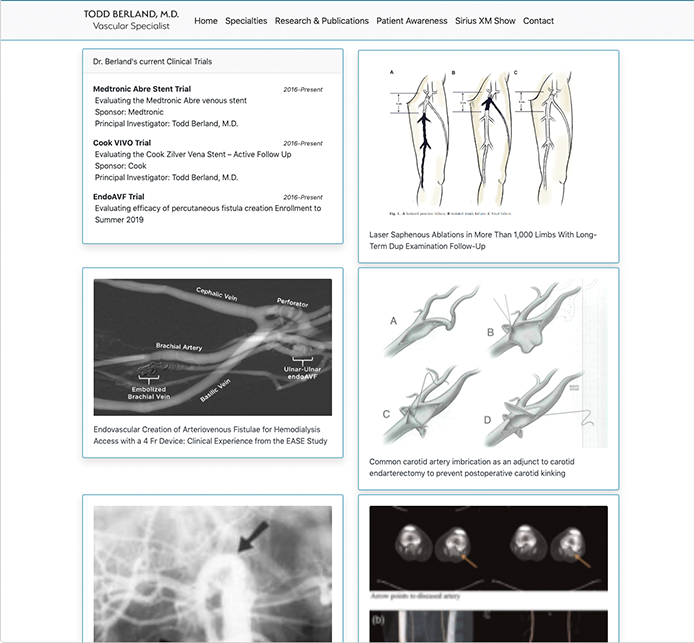 TODD BERLAND, M.D.
Vascular Specialist
Home Specialties Research & Publications Patient Awareness Sirius XM Show Contact
Dr. Berland's current Clinical Trials
Medtronic Abre Stent Trial 2016-Present
Evaluating the Medtronic Abre venous stent
Sponsor: Medtronic
Principal Investigator: Todd Berland, M.D.
Cook VIVO Trial 2016-Present
Evaluating the Cook Zilver Vena Stent – Active Follow Up
Sponsor: Cook
Principal Investigator: Todd Berland, M.D.
EndoAVF Trial 2016-Present
Evaluating efficacy of percutaneous fistula creation Enrollment to
Summer 2019
A B C
Laser Saphenous Ablations in More Than 1,000 Limbs With Long-
Term Dup Examination Follow-Up
Cephalic Vein
Perforator
Brachial Artery
Ulnar-Ulnar
endoAVF
Basilic Vein
Embolized
Brachial Vein
Endovascular Creation of Arteriovenous Fistulae for Hemodialysis
Access with a 4 Fr Device: Clinical Experience from the EASE Study
A
B
C
D
Common carotid artery imbrication as an adjunct to carotid
endarterectomy to prevent postoperative carotid kinking
Arrow points to diseased artery
(b)